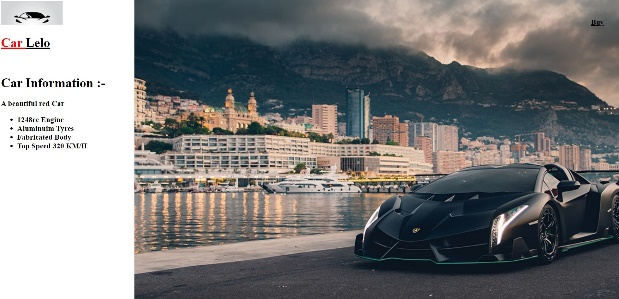 Buy
Car Lelo
Car Information :-
A beautiful red Car
1248cc Engine
Aluminuim Tyres
Fabricated Body
Top Speed 320 KM/H